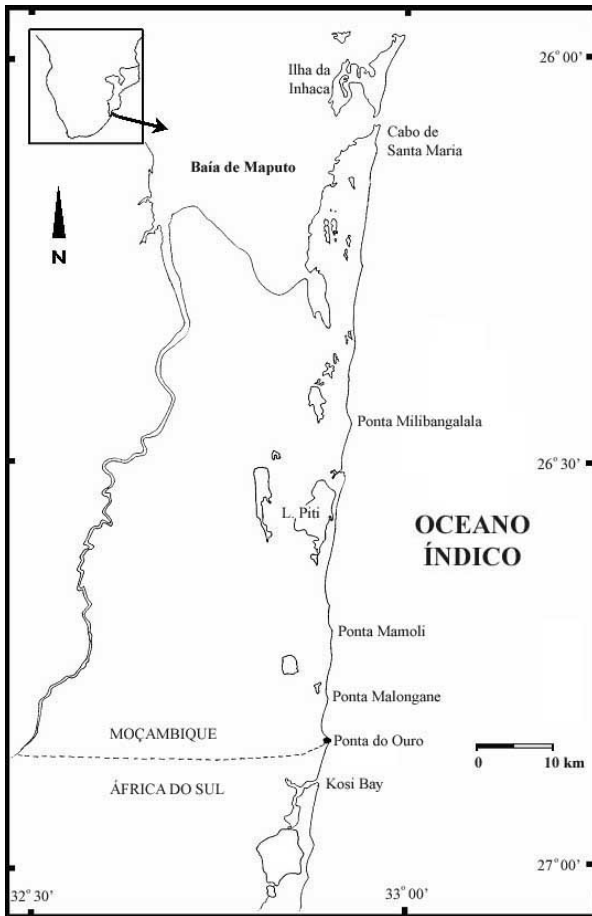 26°00'
Ilha da
Inhaca
Cabo de
Santa Maria
Baía de Maputo
N
Ponta Milibangalala
26°30'
L. Piti
OCEANO
ÍNDICO
Ponta Mamoli
Ponta Malongane
MOÇAMBIQUE
Ponta do Ouro
0 10 km
ÁFRICA DO SUL
Kosi Bay
27°00'
32°30'
33°00'